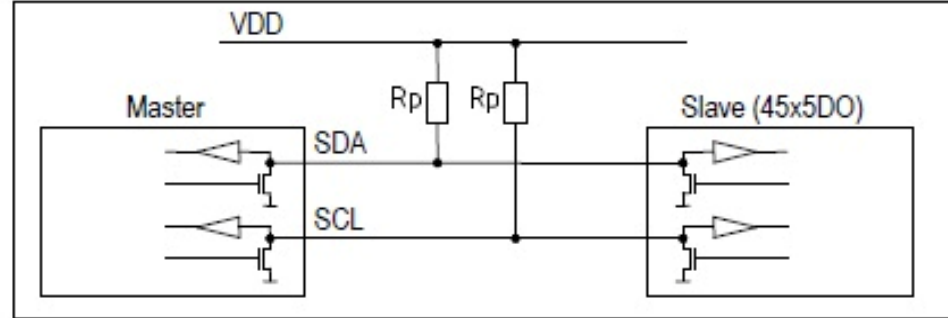 VDD
Rp Rp
Master
Slave (45x5DO)
SDA
SCL